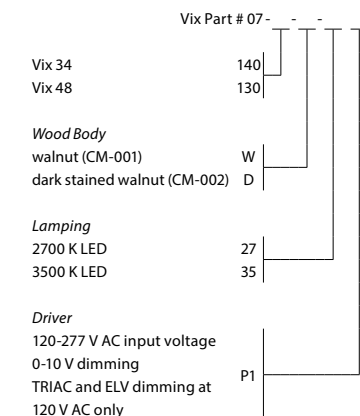 Vix Part # 07- - -
Vix 34 140
Vix 48 130
Wood Body
walnut (CM-001) W
dark stained walnut (CM-002) D
Lamping
2700 K LED 27
3500 K LED 35
Driver
120-277 V AC input voltage
0-10 V dimming
P1
TRIAC and ELV dimming at
120 V AC only